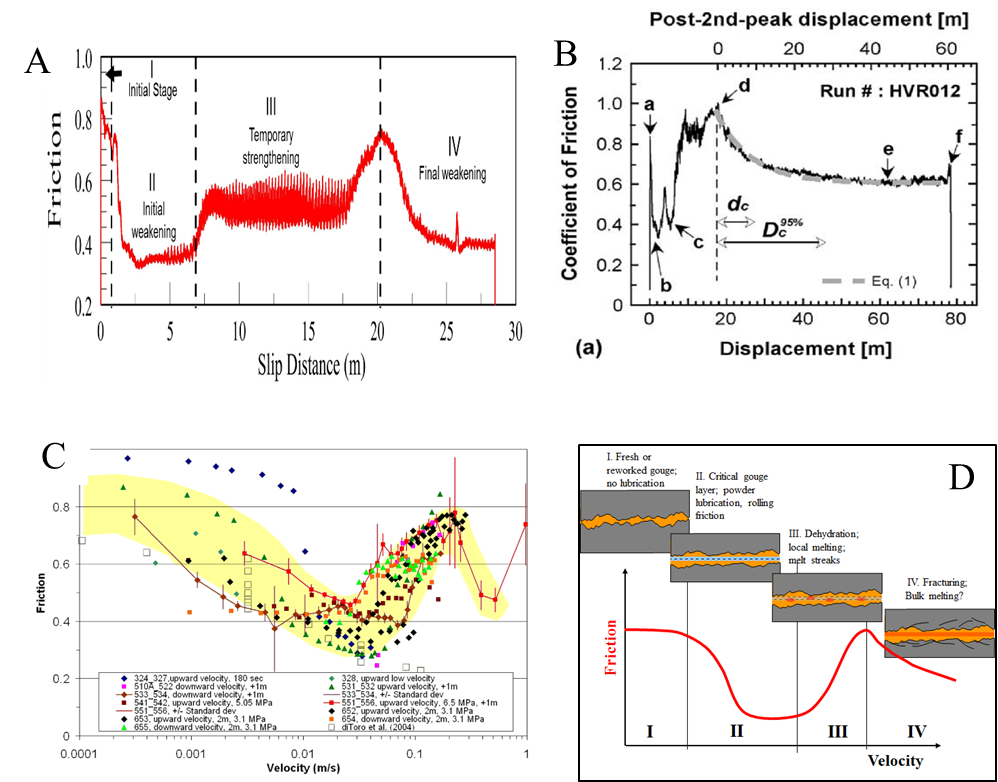 A
1.0
0.8
0.6
0.4
0.2
Friction
I
Initial Stage
II
Initial
weakening
III
Temporary
strengthening
IV
Final weakening
0 5 10 15 20 25 30
Slip Distance (m)
B
Post-2nd-peak displacement [m]
0 20 40 60
1.2
1.0
0.8
0.6
0.4
0.2
0
Coefficient of Friction
Run # : HVR012
a
b
c
d
e
f
dc
Dc 95%
Eq. (1)
0 20 40 60 80
(a)
Displacement [m]
C
0.8
0.6
0.4
0.2
0
Friction
324_327,upward velocity, 180 sec
328, upward low velocity
510A_522 downward velocity, +1m
531_532 upward velocity, +1m
533_534, downward velocity, +1m
533_534, +/- Standard dev
541_542, upward velocity, 5.05 MPa
551_556, upward velocity, 6.5 MPa, +1m
551_556, +/- Standard dev
652, upward velocity, 2m, 3.1 MPa
653, upward velocity, 2m, 3.1 MPa
654, downward velocity, 2m, 3.1 MPa
655, downward velocity, 2m, 3.1 MPa
diToro et al. (2004)
0.0001 0.001 0.01 0.1 1
Velocity (m/s)
D
I. Fresh or
reworked gouge;
no lubrication
II. Critical gouge
layer; powder
lubrication, rolling
friction
III. Dehydration;
local melting;
melt streaks
IV. Fracturing;
Bulk melting?
Friction
I II III IV
Velocity